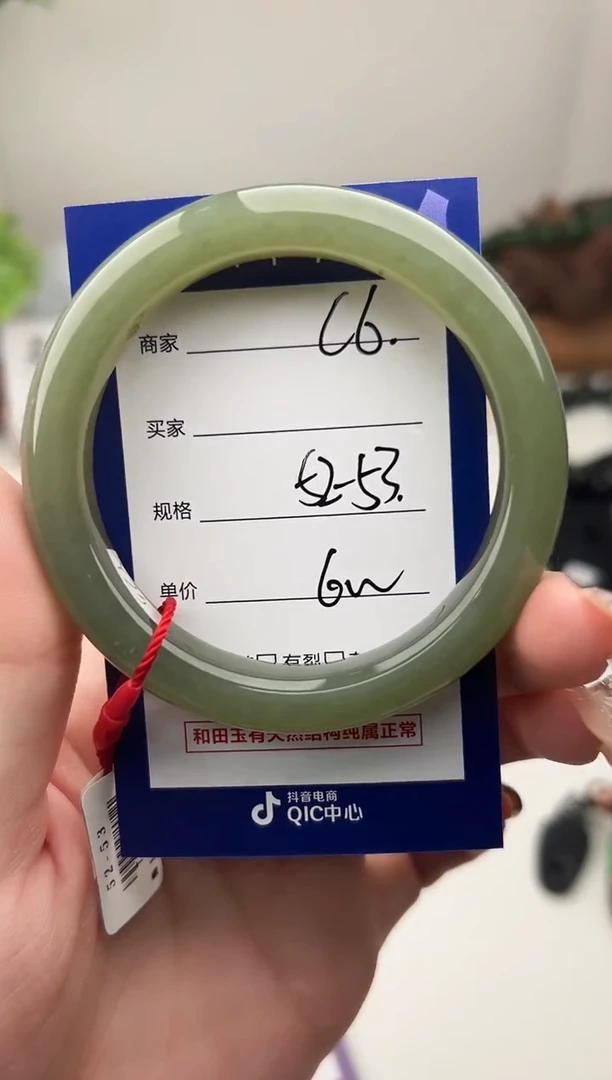 商家 C6.
买家
规格 52-53.
单价 6w
有裂
和田玉有天然结构纯属正常
抖音电商
QIC中心
52-53